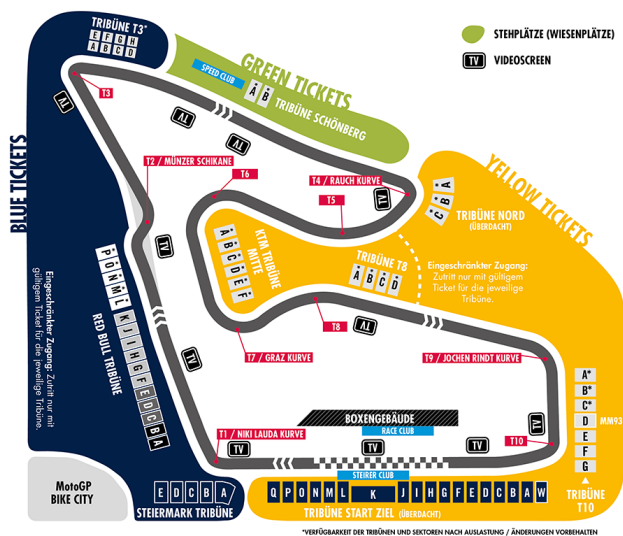 TRIBÜNE T3*
E F G H
A B C D
STEHPLÄTZE (WIESENPLÄTZE)
TV VIDEOSCREEN
GREEN TICKETS
SPEED CLUB
A B
TRIBÜNE SCHÖNBERG
TV
T3
TV
TV
TV
T2 / MÜNZER SCHIKANE
T6
T4 / RAUCH KURVE
TV
T5
YELLOW TICKETS
C B A
TRIBÜNE NORD
(ÜBERDACHT)
BLUE TICKETS
TV
KTM TRIBÜNE
MITTE
A B C D E F
TRIBÜNE T8
A B C D
Eingeschränkter Zugang:
Zutritt nur mit gültigem
Ticket für die jeweilige
Tribüne.
Eingeschränkter Zugang: Zutritt nur mit
gültigem Ticket für die jeweilige Tribüne.
RED BULL TRIBÜNE
P O N M L K J I H G F E D C B A
TV
T8
TV
T7 / GRAZ KURVE
T9 / JOCHEN RINDT KURVE
A*
B*
C*
D
E
F
G
MM93
TRIBÜNE
T10
BOXENGEBÄUDE
RACE CLUB
T1 / NIKI LAUDA KURVE
TV
TV
TV
TV
T10
STEIRER CLUB
MotoGP
BIKE CITY
E D C B A
STEIERMARK TRIBÜNE
Q P O N M L K J I H G F E D C B A W
TRIBÜNE START ZIEL (ÜBERDACHT)
*VERFÜGBARKEIT DER TRIBÜNEN UND SEKTOREN NACH AUSLASTUNG / ÄNDERUNGEN VORBEHALTEN